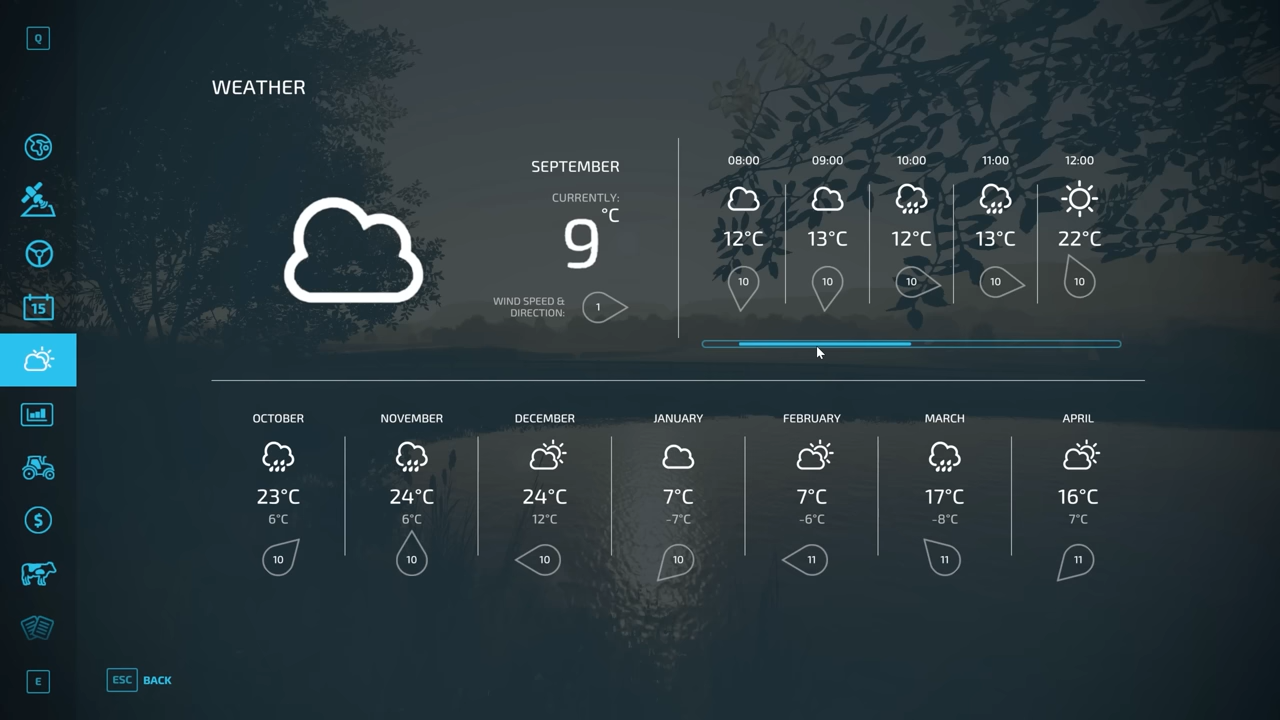 Q
WEATHER
SEPTEMBER
CURRENTLY:
9 °C
WIND SPEED &
DIRECTION:
1
08:00 09:00 10:00 11:00 12:00
12°C 13°C 12°C 13°C 22°C
10 10 10 10 10
15
OCTOBER NOVEMBER DECEMBER JANUARY FEBRUARY MARCH APRIL
23°C 24°C 24°C 7°C 7°C 17°C 16°C
6°C 6°C 12°C -7°C -6°C -8°C 7°C
10 10 10 10 11 11 11
$
E
ESC BACK